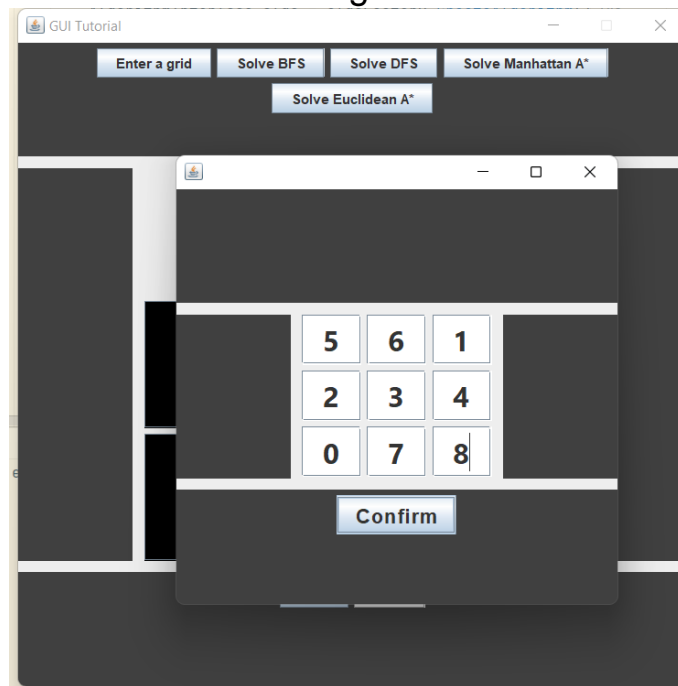 GUI Tutorial
Enter a grid Solve BFS Solve DFS Solve Manhattan A*
Solve Euclidean A*
5 6 1
2 3 4
0 7 8
Confirm